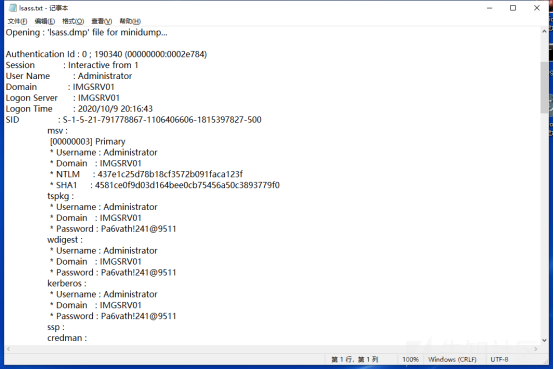 lsass.txt - 记事本
文件(F) 编辑(E) 格式(O) 查看(V) 帮助(H)
Opening : 'lsass.dmp' file for minidump...
Authentication Id : 0 ; 190340 (00000000:0002e784)
Session : Interactive from 1
User Name : Administrator
Domain : IMGSRV01
Logon Server : IMGSRV01
Logon Time : 2020/10/9 20:16:43
SID : S-1-5-21-791778867-1106406606-1815397827-500
msv :
[00000003] Primary
* Username : Administrator
* Domain : IMGSRV01
* NTLM : 437e1c25d78b18cf3572b091faca123f
* SHA1 : 4581ce0f9d03d164bee0cb75456a50c3893779f0
tspkg :
* Username : Administrator
* Domain : IMGSRV01
* Password : Pa6vath!241@9511
wdigest :
* Username : Administrator
* Domain : IMGSRV01
* Password : Pa6vath!241@9511
kerberos :
* Username : Administrator
* Domain : IMGSRV01
* Password : Pa6vath!241@9511
ssp :
credman :
第 1 行，第 1 列 100% Windows (CRLF) UTF-8